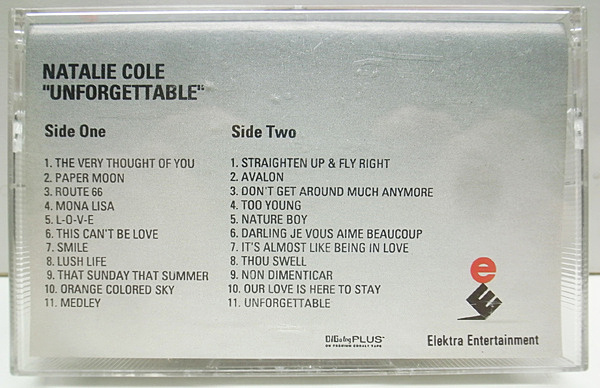 NATALIE COLE
"UNFORGETTABLE"
Side One
1. THE VERY THOUGHT OF YOU
2. PAPER MOON
3. ROUTE 66
4. MONA LISA
5. L-O-V-E
6. THIS CAN'T BE LOVE
7. SMILE
8. LUSH LIFE
9. THAT SUNDAY THAT SUMMER
10. ORANGE COLORED SKY
11. MEDLEY
Side Two
1. STRAIGHTEN UP & FLY RIGHT
2. AVALON
3. DON'T GET AROUND MUCH ANYMORE
4. TOO YOUNG
5. NATURE BOY
6. DARLING JE VOUS AIME BEAUCOUP
7. IT'S ALMOST LIKE BEING IN LOVE
8. THOU SWELL
9. NON DIMENTICAR
10. OUR LOVE IS HERE TO STAY
11. UNFORGETTABLE
DIGalog PLUS
ON PREMIUM COBALT TAPE
e
E
Elektra Entertainment